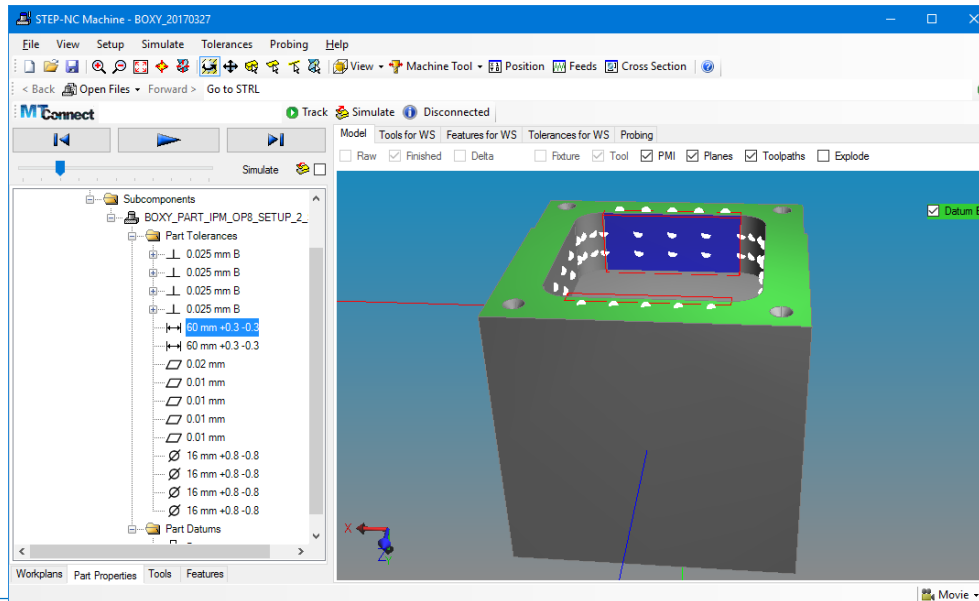 STEP-NC Machine - BOXY_20170327
File View Setup Simulate Tolerances Probing Help
View Machine Tool Position Feeds Cross Section
< Back Open Files Forward > Go to STRL
MTConnect Track Simulate Disconnected
Model Tools for WS Features for WS Tolerances for WS Probing
Simulate
Raw Finished Delta Fixture Tool PMI Planes Toolpaths Explode
Subcomponents
BOXY_PART_IPM_OP8_SETUP_2_
Part Tolerances
0.025 mm B
0.025 mm B
0.025 mm B
0.025 mm B
60 mm +0.3 -0.3
60 mm +0.3 -0.3
0.02 mm
0.01 mm
0.01 mm
0.01 mm
0.01 mm
16 mm +0.8 -0.8
16 mm +0.8 -0.8
16 mm +0.8 -0.8
16 mm +0.8 -0.8
Part Datums
Datum
X
Z
Workplans Part Properties Tools Features
Movie